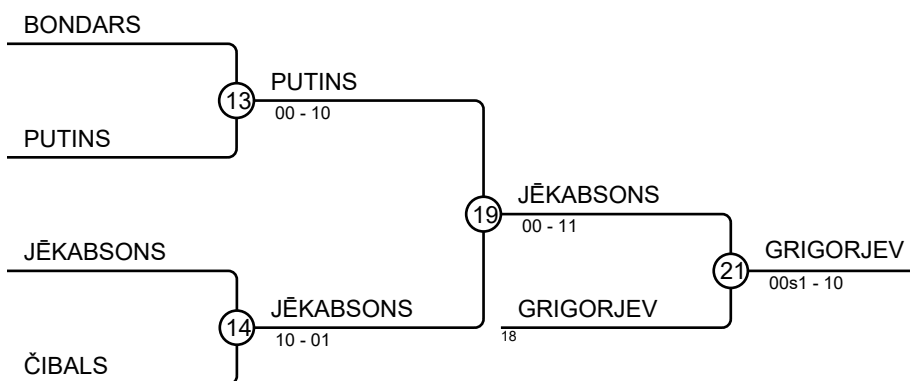 BONDARS
13
PUTINS
00 - 10
PUTINS
JĒKABSONS
19
00 - 11
JĒKABSONS
21
GRIGORJEV
00s1 - 10
14
JĒKABSONS
10 - 01
GRIGORJEV
18
ČIBALS